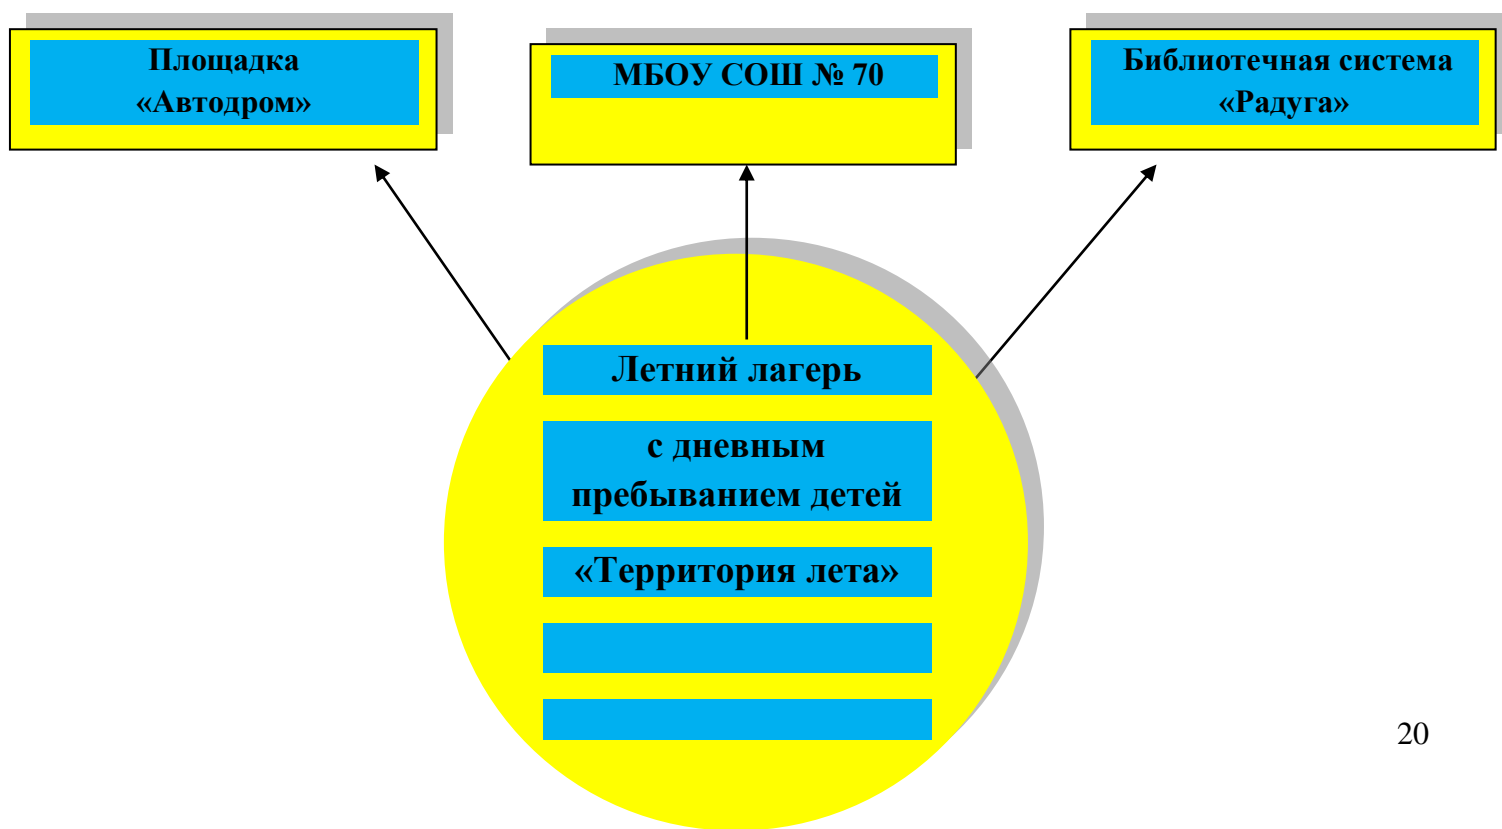 Площадка
«Автодром»
МБОУ СОШ № 70
Библиотечная система
«Радуга»
Летний лагерь
с дневным
пребыванием детей
«Территория лета»
20